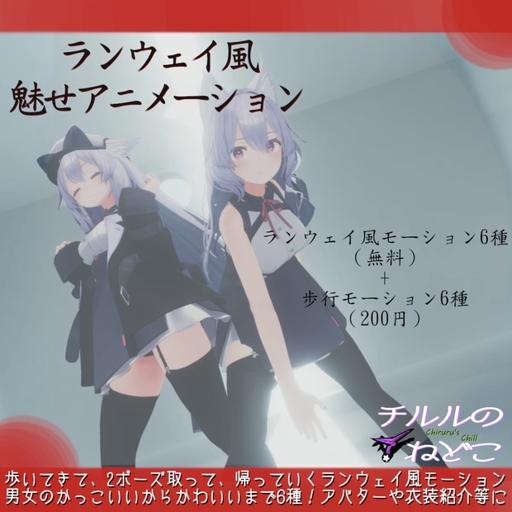 ランウェイ風
魅せアニメーション
ランウェイ風モーション6種
（無料）
+
歩行モーション6種
（200円）
チルルの
Chiruru's Chill
ねどこ
歩いてきて、2ポーズ取って、帰っていくランウェイ風モーション
男女のかっこいいからかわいいまで6種！アバターや衣装紹介等に